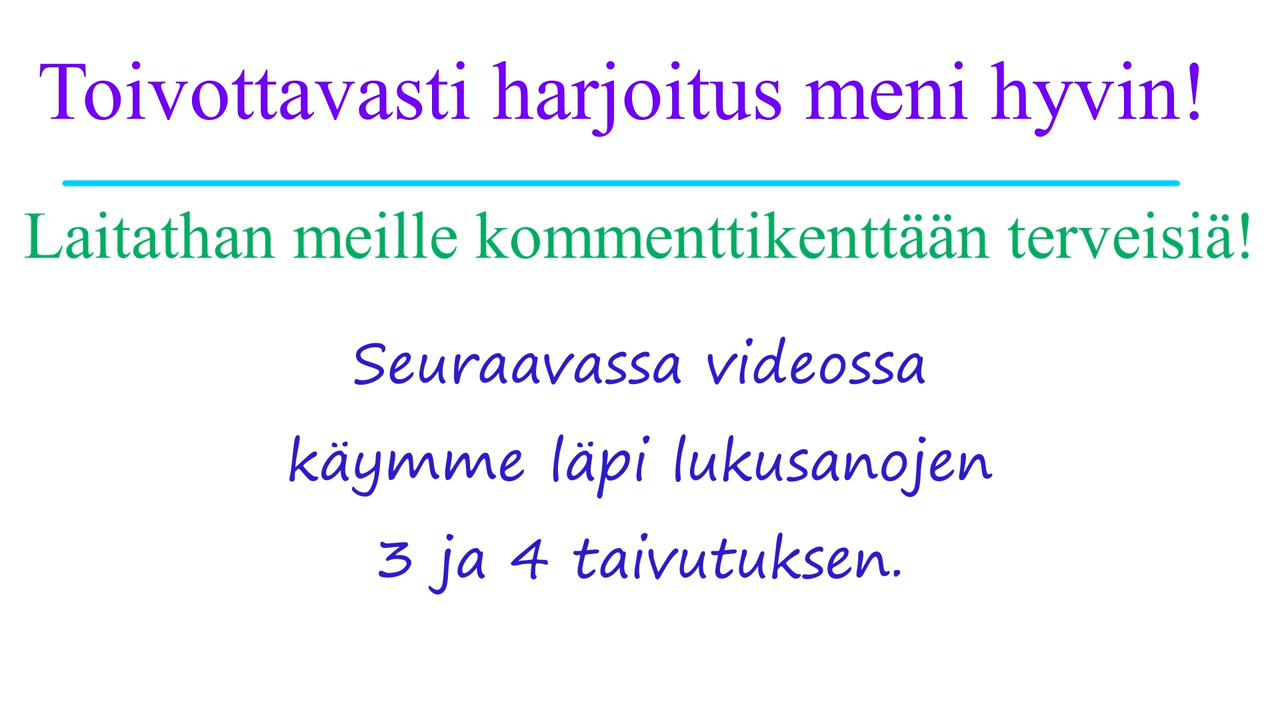 Toivottavasti harjoitus meni hyvin!
Laitathan meille kommenttikenttään terveisiä!
Seuraavassa videossa
käymme läpi lukusanojen
3 ja 4 taivutuksen.